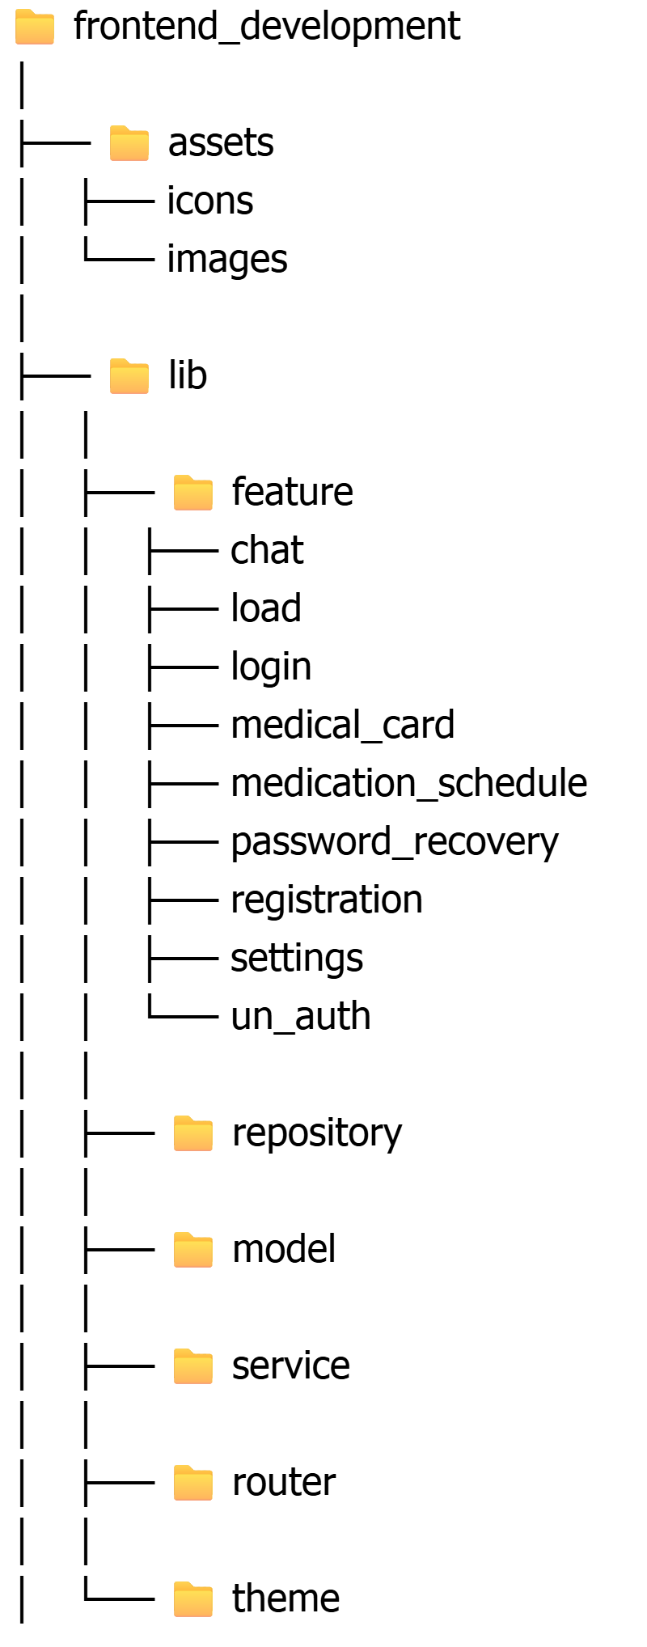 frontend_development
assets
icons
images
lib
feature
chat
load
login
medical_card
medication_schedule
password_recovery
registration
settings
un_auth
repository
model
service
router
theme